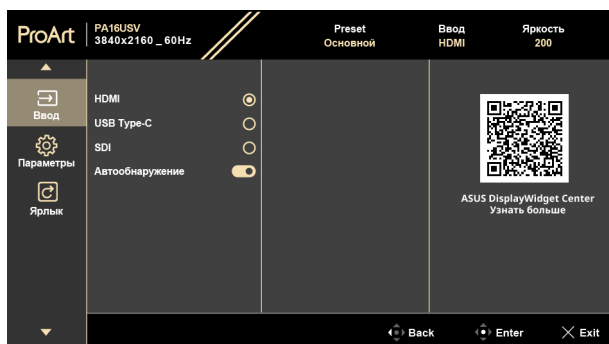 ProArt
PA16USV
3840x2160 _ 60Hz
Preset
Основной
Ввод
HDMI
Яркость
200
Ввод
Параметры
Ярлык
HDMI
USB Type-C
SDI
Автообнаружение
ASUS DisplayWidget Center
Узнать больше
Back
Enter
Exit